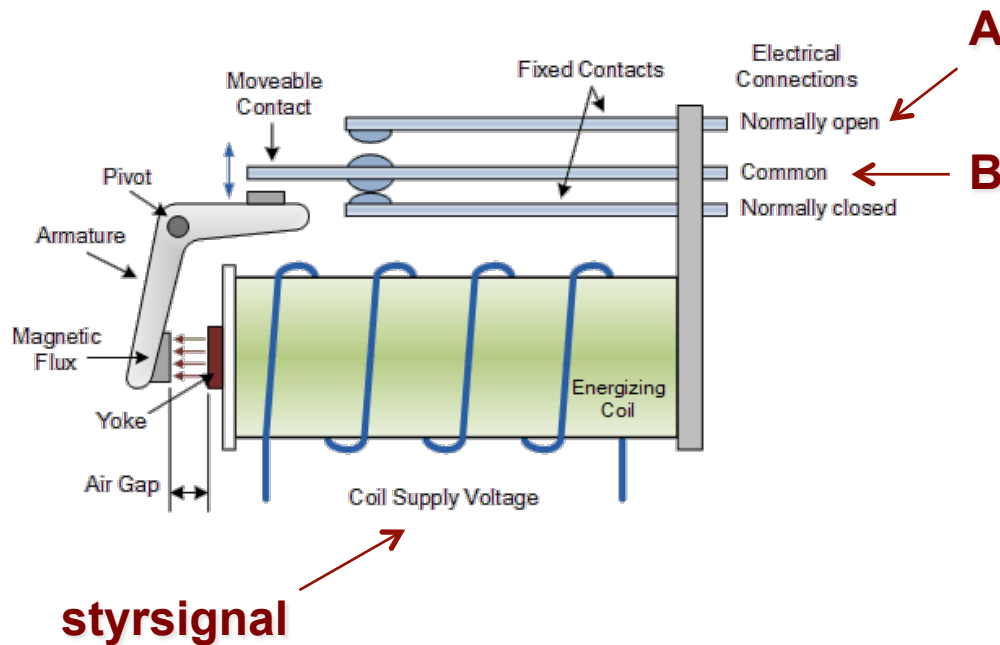 A
Electrical
Connections
Fixed Contacts
Moveable
Contact
Normally open
Common
B
Pivot
Normally closed
Armature
Magnetic
Flux
Energizing
Coil
Yoke
Air Gap
Coil Supply Voltage
styrsignal